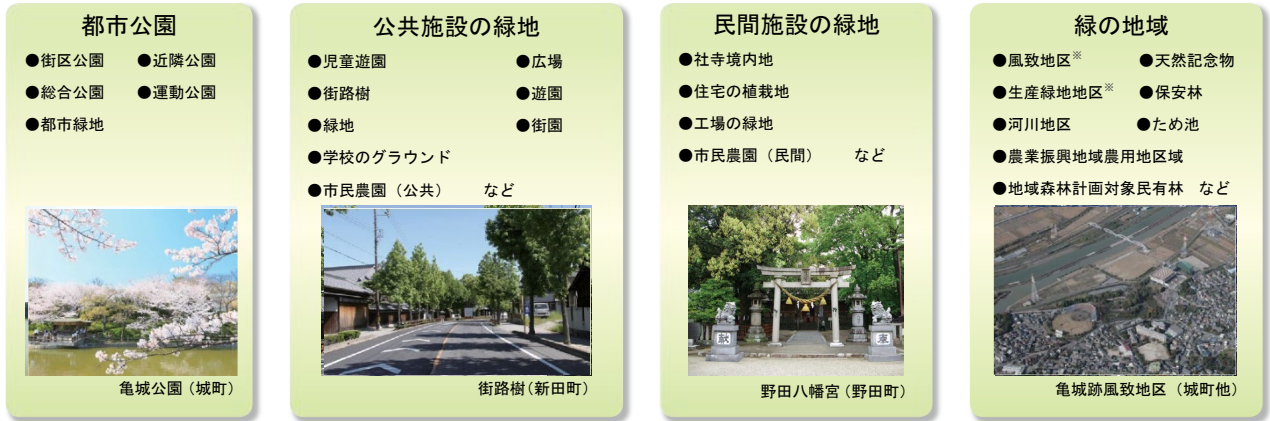 都市公園
●街区公園 ●近隣公園
●総合公園 ●運動公園
●都市緑地
亀城公園（城町）
公共施設の緑地
●児童遊園 ●広場
●街路樹 ●遊園
●緑地 ●街園
●学校のグラウンド
●市民農園（公共） など
街路樹（新田町）
民間施設の緑地
●社寺境内地
●住宅の植栽地
●工場の緑地
●市民農園（民間） など
献
奉
野田八幡宮（野田町）
緑の地域
●風致地区※ ●天然記念物
●生産緑地地区※ ●保安林
●河川地区 ●ため池
●農業振興地域農用地区域
●地域森林計画対象民有林 など
亀城跡風致地区（城町他）